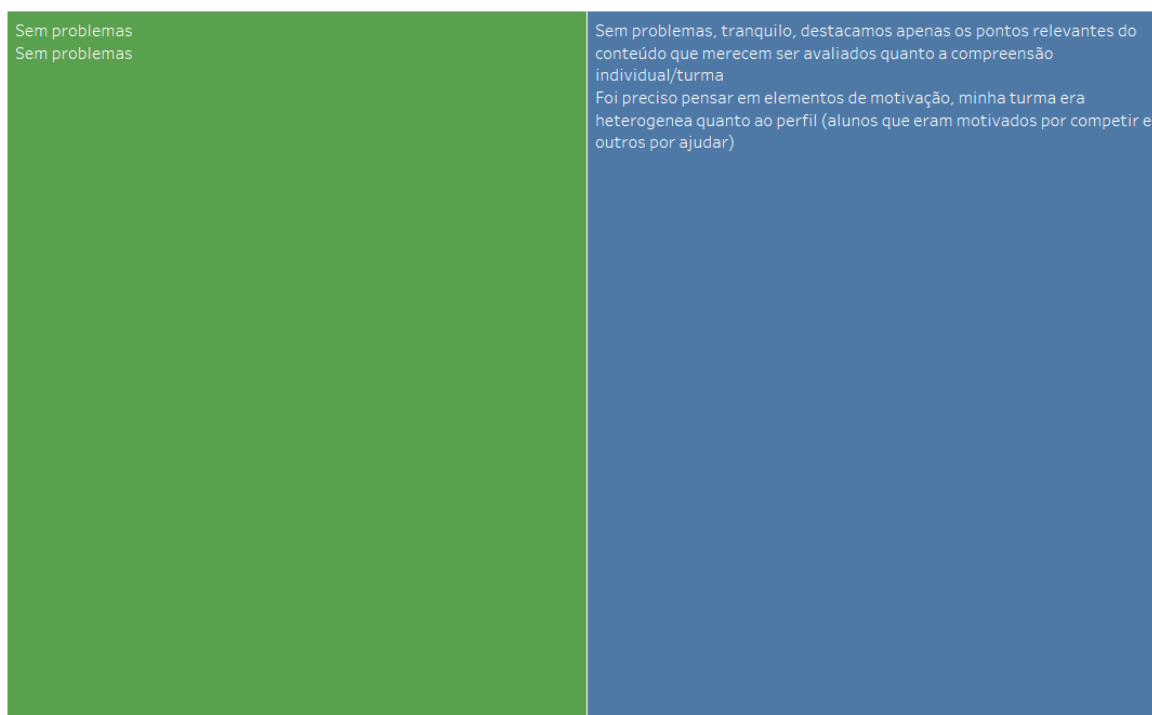 Sem problemas
Sem problemas
Sem problemas, tranquilo, destacamos apenas os pontos relevantes do
conteúdo que merecem ser avaliados quanto a compreensão
individual/turma
Foi preciso pensar em elementos de motivação, minha turma era
heterogenea quanto ao perfil (alunos que eram motivados por competir e
outros por ajudar)